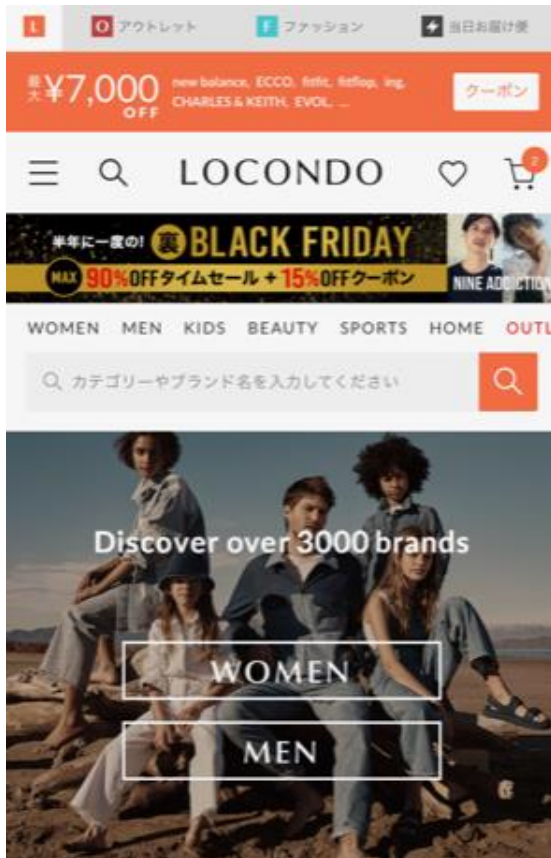 L
O アウトレット
F ファッション
当日お届け便
最大¥7,000 OFF
new balance, ECCO, fitfit, fitflop, ing,
CHARLES & KEITH, EVOL, ...
クーポン
LOCONDO
2
半年に一度の! 裏 BLACK FRIDAY
MAX 90%OFFタイムセール + 15%OFFクーポン
NINE ADDICTION
WOMEN MEN KIDS BEAUTY SPORTS HOME OUTL
カテゴリーやブランド名を入力してください
Discover over 3000 brands
WOMEN
MEN